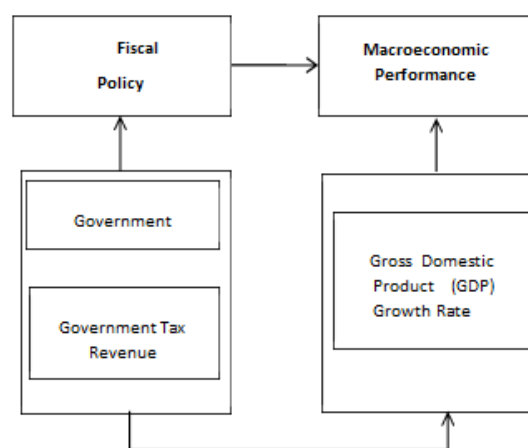 Fiscal
Policy
Macroeconomic
Performance
Government
Government Tax
Revenue
Gross Domestic
Product (GDP)
Growth Rate